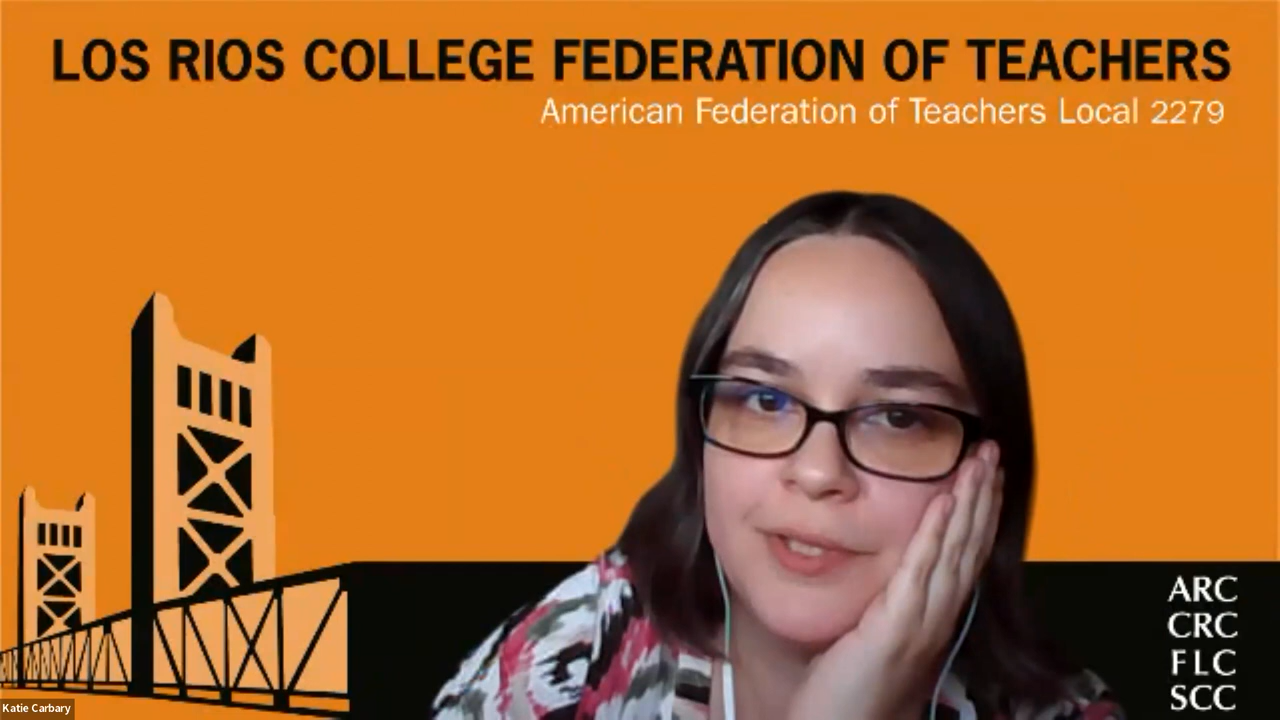 LOS RIOS COLLEGE FEDERATION OF TEACHERS
American Federation of Teachers Local 2279
ARC
CRC
FLC
SCC
Katie Carbary